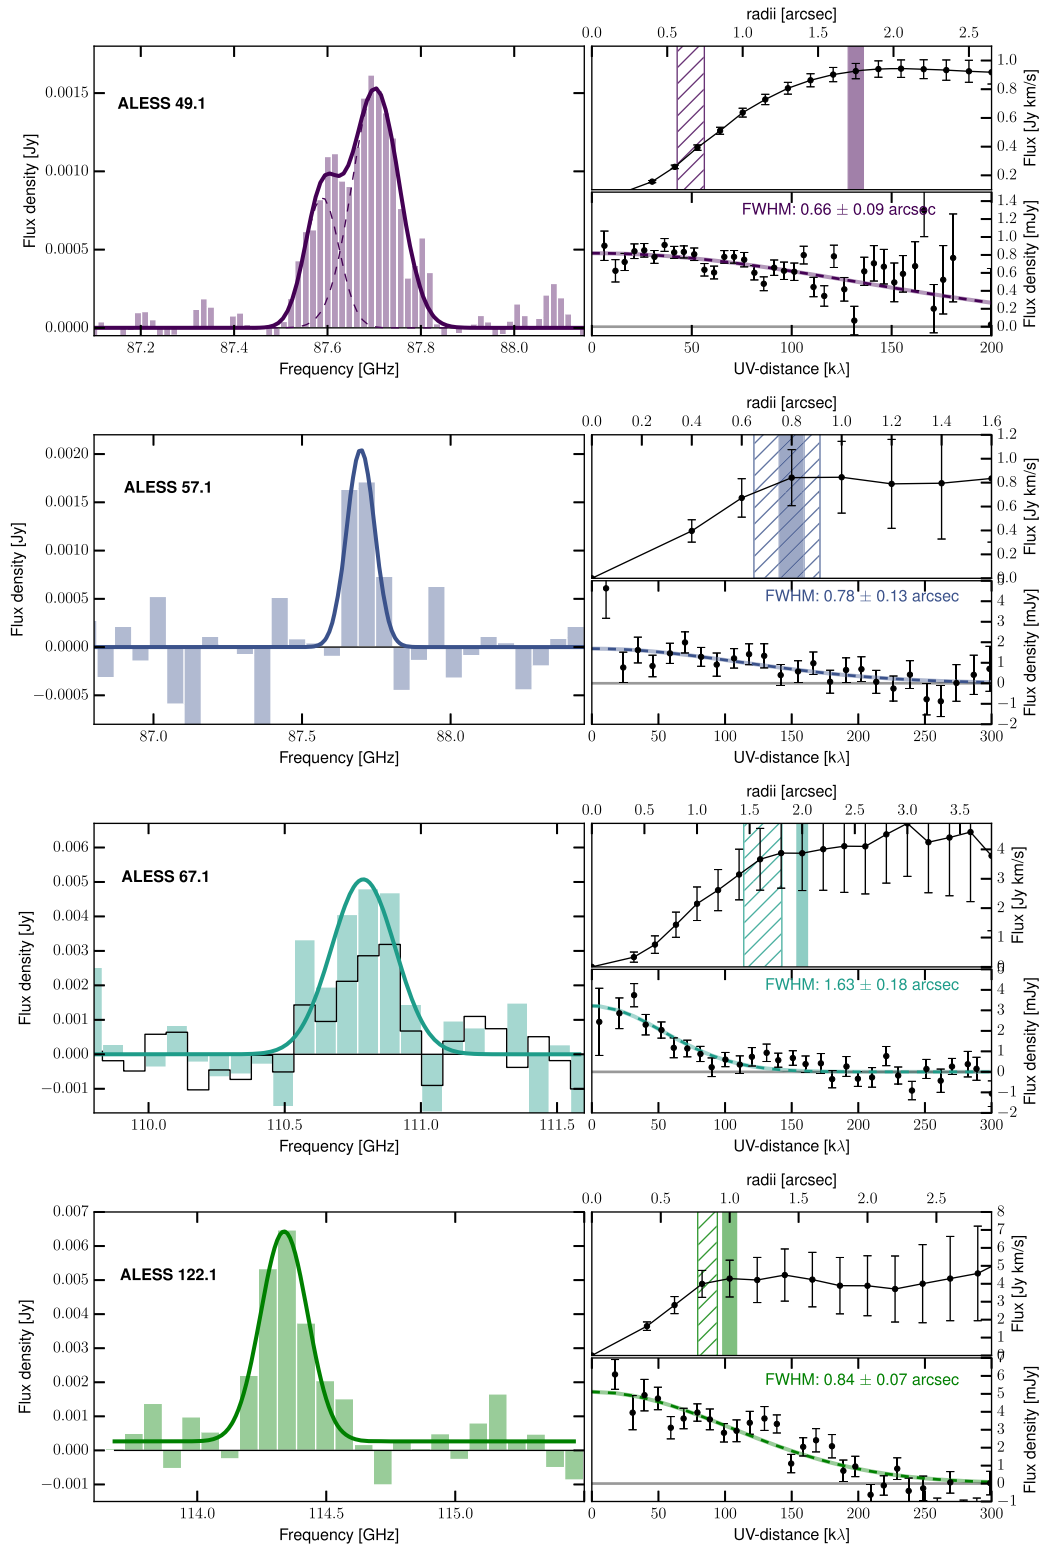 radii [arcsec]
0.0 0.5 1.0 1.5 2.0 2.5
ALESS 49.1
Flux density [Jy]
0.0015
0.0010
0.0005
0.0000
87.2 87.4 87.6 87.8 88.0
Frequency [GHz]
1.0
0.8
0.6
0.4
0.2
Flux [Jy km/s]
FWHM: 0.66 ± 0.09 arcsec
1.4
1.2
1.0
0.8
0.6
0.4
0.2
0.0
Flux density [mJy]
0 50 100 150 200
UV-distance [kλ]
radii [arcsec]
0.0 0.2 0.4 0.6 0.8 1.0 1.2 1.4 1.6
ALESS 57.1
Flux density [Jy]
0.0020
0.0015
0.0010
0.0005
0.0000
−0.0005
87.0 87.5 88.0
Frequency [GHz]
1.2
1.0
0.8
0.6
0.4
0.2
0.0
Flux [Jy km/s]
FWHM: 0.78 ± 0.13 arcsec
5
4
3
2
1
0
−1
−2
Flux density [mJy]
0 50 100 150 200 250 300
UV-distance [kλ]
radii [arcsec]
0.0 0.5 1.0 1.5 2.0 2.5 3.0 3.5
ALESS 67.1
Flux density [Jy]
0.006
0.005
0.004
0.003
0.002
0.001
0.000
−0.001
110.0 110.5 111.0 111.5
Frequency [GHz]
4
3
2
1
0
Flux [Jy km/s]
FWHM: 1.63 ± 0.18 arcsec
5
4
3
2
1
0
−1
−2
Flux density [mJy]
0 50 100 150 200 250 300
UV-distance [kλ]
radii [arcsec]
0.0 0.5 1.0 1.5 2.0 2.5
ALESS 122.1
Flux density [Jy]
0.007
0.006
0.005
0.004
0.003
0.002
0.001
0.000
−0.001
114.0 114.5 115.0
Frequency [GHz]
8
7
6
5
4
3
2
1
0
Flux [Jy km/s]
FWHM: 0.84 ± 0.07 arcsec
7
6
5
4
3
2
1
0
−1
Flux density [mJy]
0 50 100 150 200 250 300
UV-distance [kλ]